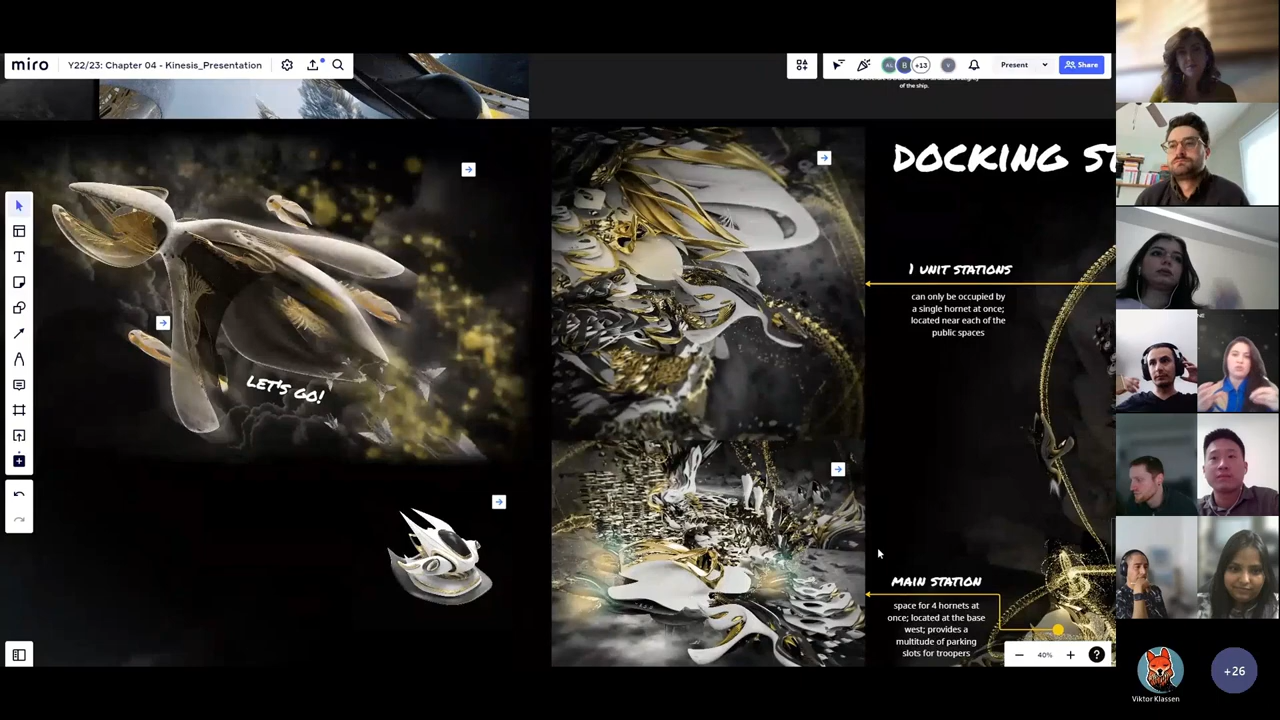 miro
Y22/23: Chapter 04 - Kinesis_Presentation
+13
Present
Share
of the ship.
DOCKING ST
1 UNIT STATIONS
can only be occupied by
a single hornet at once;
located near each of the
public spaces
LET'S GO!
MAIN STATION
space for 4 hornets at
once; located at the base
west; provides a
multitude of parking
slots for troopers
40%
Viktor Klassen
+26